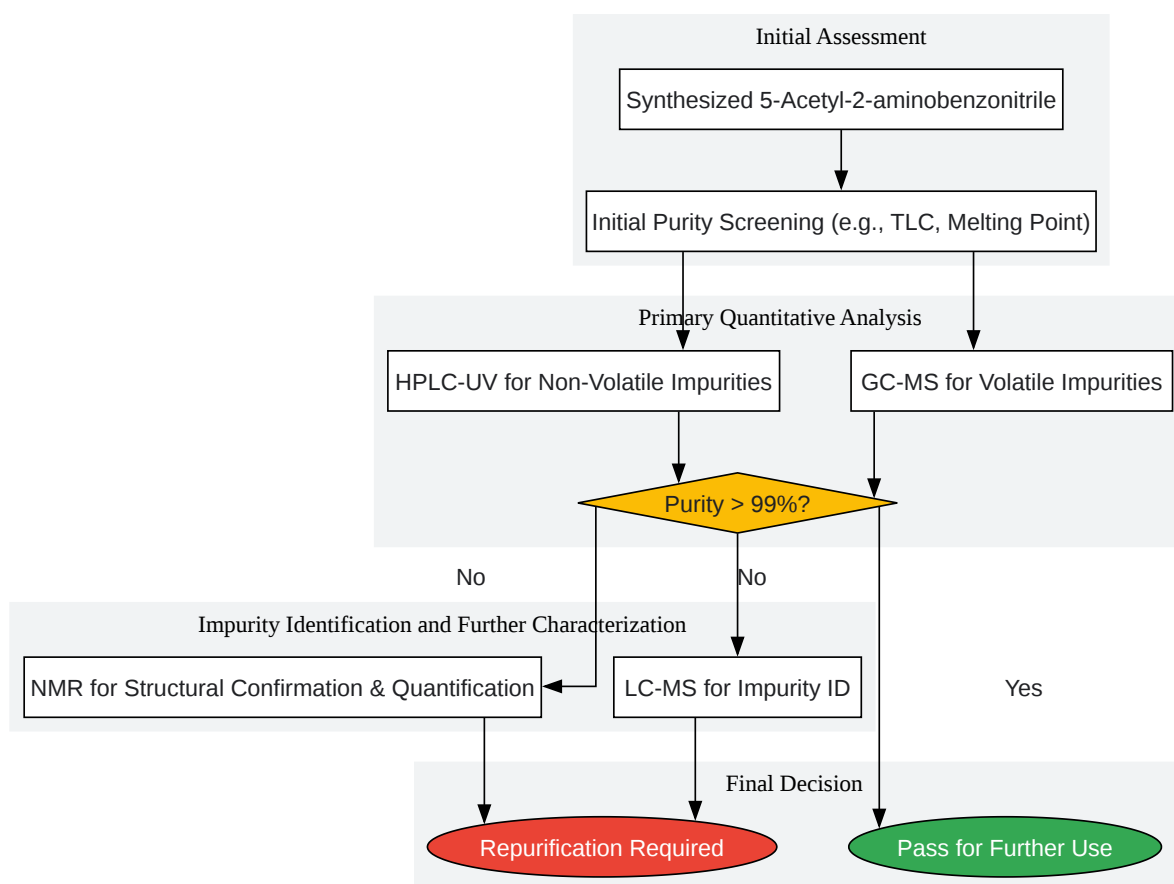 Initial Assessment
Synthesized 5-Acetyl-2-aminobenzonitrile
Initial Purity Screening (e.g., TLC, Melting Point)
Primary Quantitative Analysis
HPLC-UV for Non-Volatile Impurities
GC-MS for Volatile Impurities
Purity > 99%?
No
No
Impurity Identification and Further Characterization
NMR for Structural Confirmation & Quantification
LC-MS for Impurity ID
Yes
Final Decision
Repurification Required
Pass for Further Use